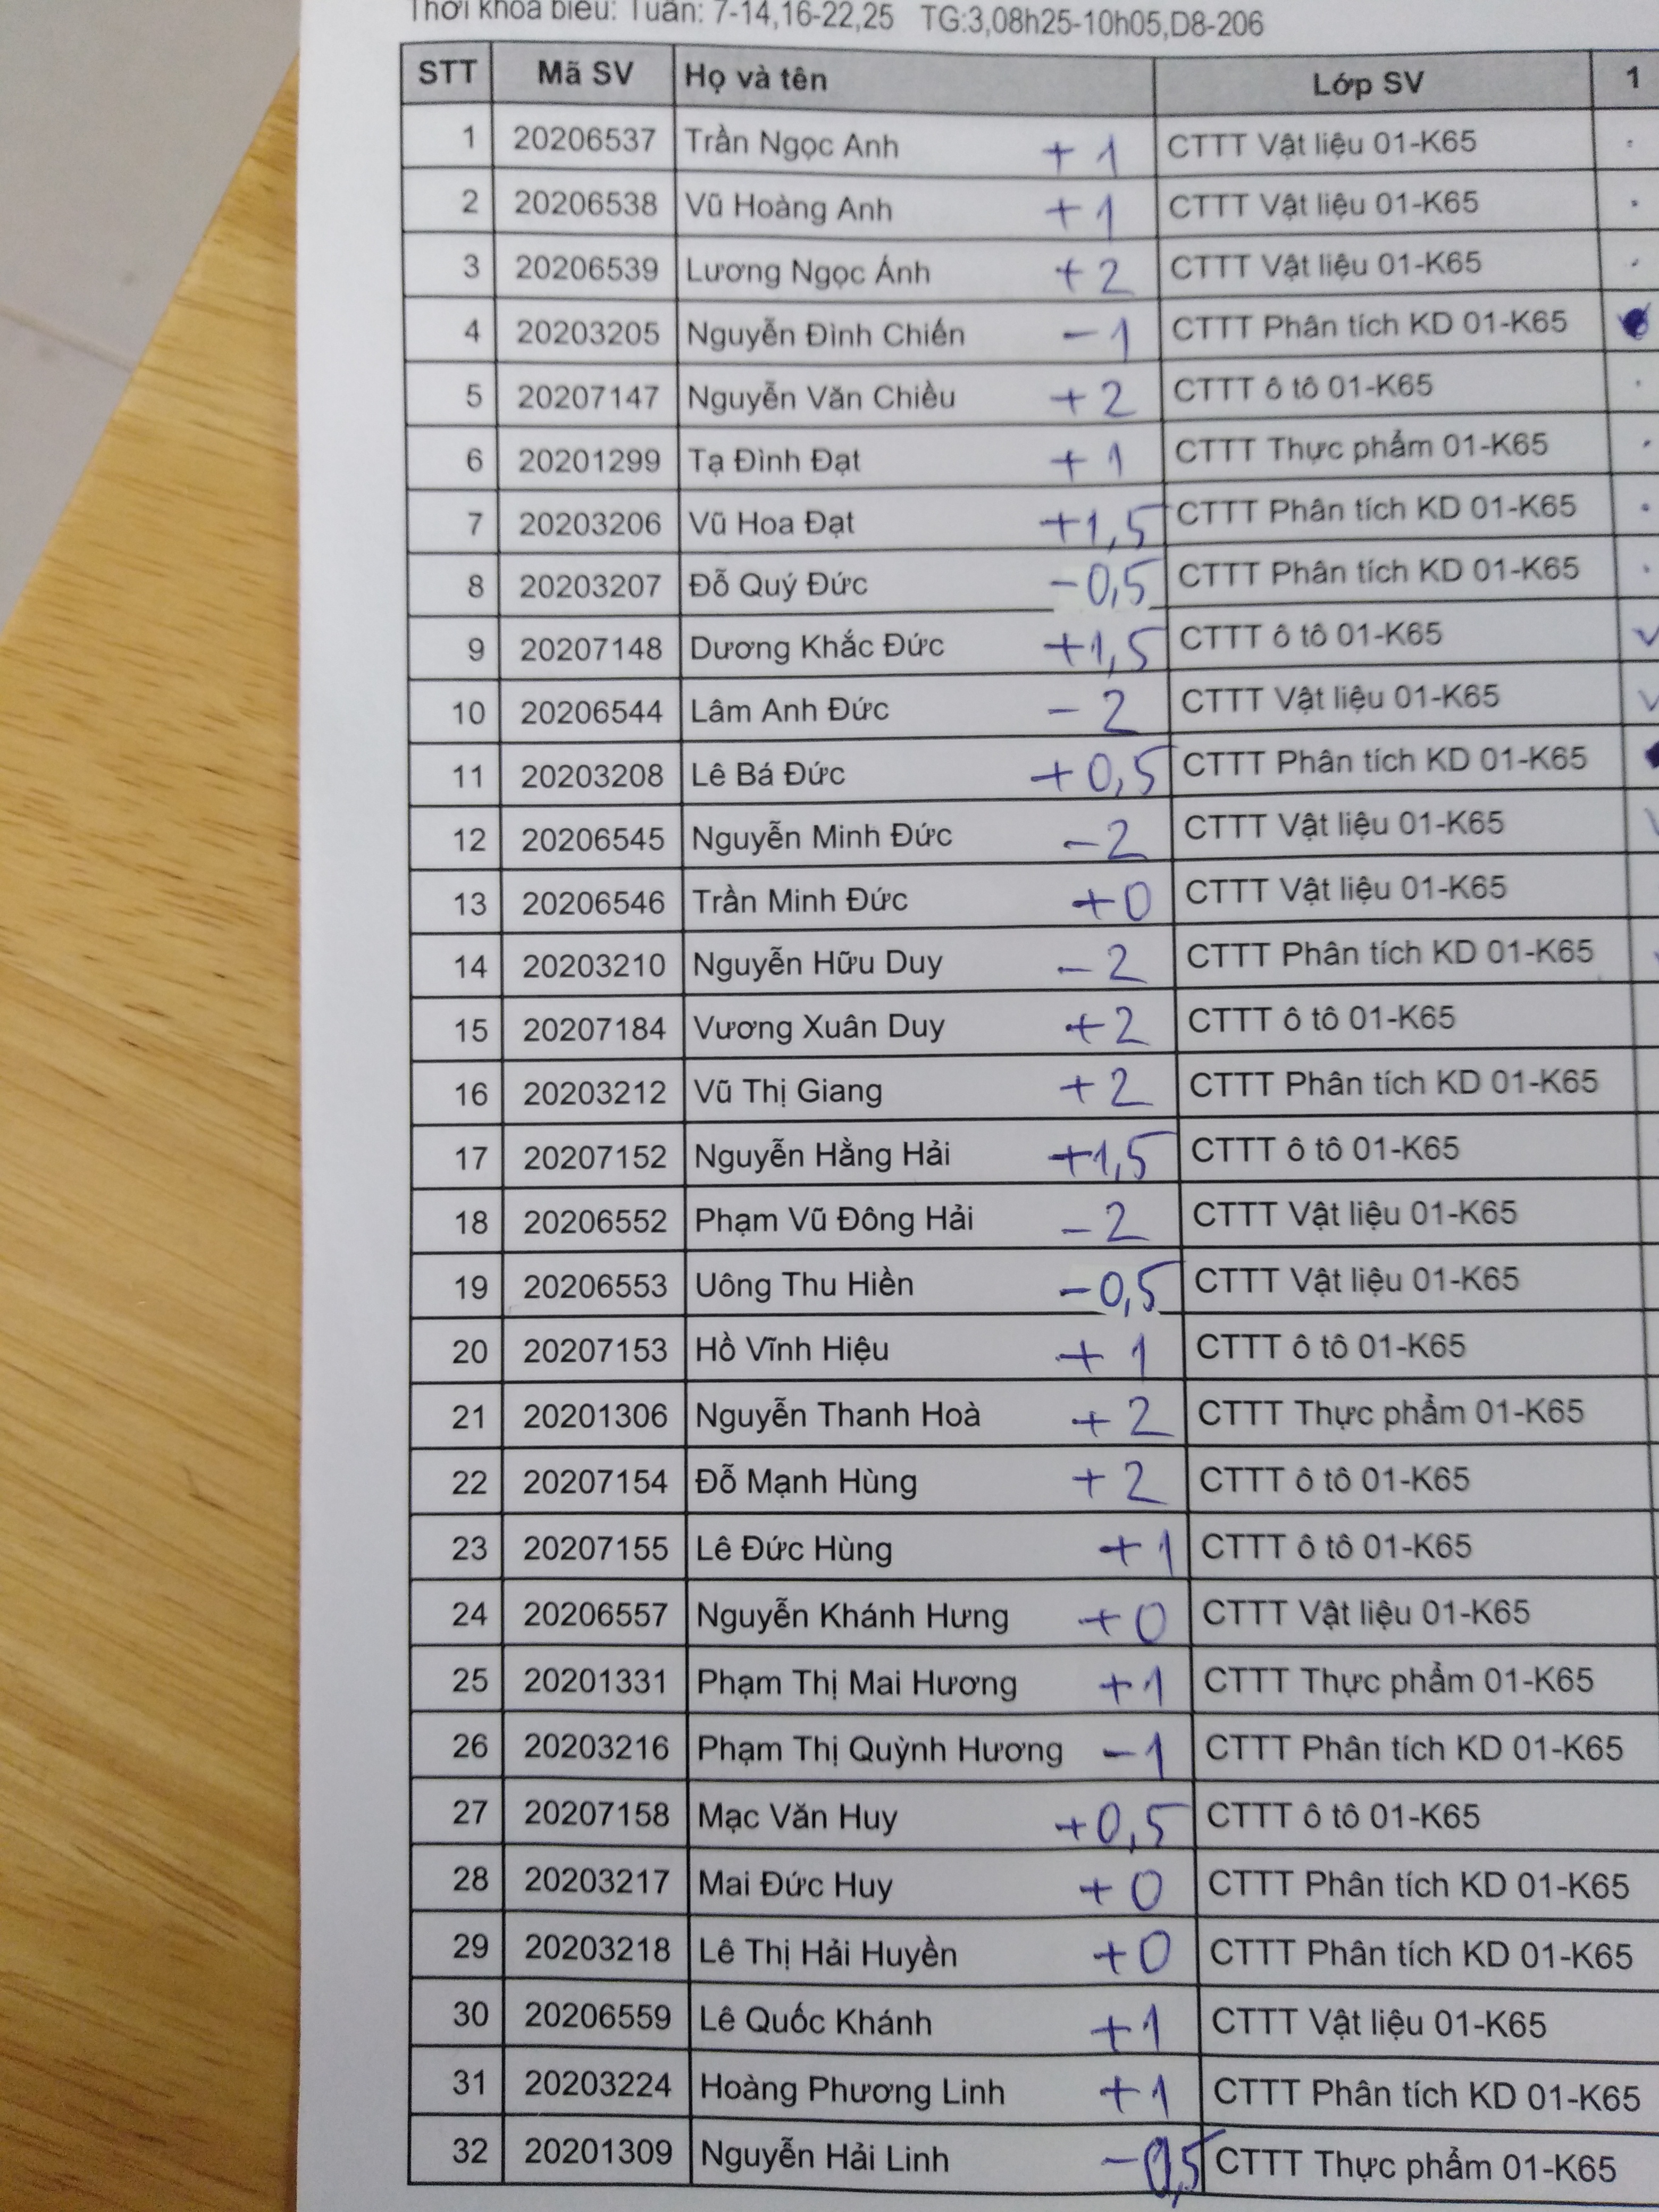 Thời khóa biểu: Tuần: 7-14,16-22,25 TG:3,08h25-10h05,D8-206
STT Mã SV Họ và tên Lớp SV 1
1 20206537 Trần Ngọc Anh +1 CTTT Vật liệu 01-K65
2 20206538 Vũ Hoàng Anh +1 CTTT Vật liệu 01-K65
3 20206539 Lương Ngọc Ánh +2 CTTT Vật liệu 01-K65
4 20203205 Nguyễn Đình Chiến -1 CTTT Phân tích KD 01-K65
5 20207147 Nguyễn Văn Chiều +2 CTTT ô tô 01-K65
6 20201299 Tạ Đình Đạt +1 CTTT Thực phẩm 01-K65
7 20203206 Vũ Hoa Đạt +1,5 CTTT Phân tích KD 01-K65
8 20203207 Đỗ Quý Đức -0,5 CTTT Phân tích KD 01-K65
9 20207148 Dương Khắc Đức +1,5 CTTT ô tô 01-K65
10 20206544 Lâm Anh Đức -2 CTTT Vật liệu 01-K65
11 20203208 Lê Bá Đức +0,5 CTTT Phân tích KD 01-K65
12 20206545 Nguyễn Minh Đức -2 CTTT Vật liệu 01-K65
13 20206546 Trần Minh Đức +0 CTTT Vật liệu 01-K65
14 20203210 Nguyễn Hữu Duy -2 CTTT Phân tích KD 01-K65
15 20207184 Vương Xuân Duy +2 CTTT ô tô 01-K65
16 20203212 Vũ Thị Giang +2 CTTT Phân tích KD 01-K65
17 20207152 Nguyễn Hằng Hải +1,5 CTTT ô tô 01-K65
18 20206552 Phạm Vũ Đông Hải -2 CTTT Vật liệu 01-K65
19 20206553 Uông Thu Hiền -0,5 CTTT Vật liệu 01-K65
20 20207153 Hồ Vĩnh Hiệu +1 CTTT ô tô 01-K65
21 20201306 Nguyễn Thanh Hoà +2 CTTT Thực phẩm 01-K65
22 20207154 Đỗ Mạnh Hùng +2 CTTT ô tô 01-K65
23 20207155 Lê Đức Hùng +1 CTTT ô tô 01-K65
24 20206557 Nguyễn Khánh Hưng +0 CTTT Vật liệu 01-K65
25 20201331 Phạm Thị Mai Hương +1 CTTT Thực phẩm 01-K65
26 20203216 Phạm Thị Quỳnh Hương -1 CTTT Phân tích KD 01-K65
27 20207158 Mạc Văn Huy +0,5 CTTT ô tô 01-K65
28 20203217 Mai Đức Huy +0 CTTT Phân tích KD 01-K65
29 20203218 Lê Thị Hải Huyền +0 CTTT Phân tích KD 01-K65
30 20206559 Lê Quốc Khánh +1 CTTT Vật liệu 01-K65
31 20203224 Hoàng Phương Linh +1 CTTT Phân tích KD 01-K65
32 20201309 Nguyễn Hải Linh -0,5 CTTT Thực phẩm 01-K65